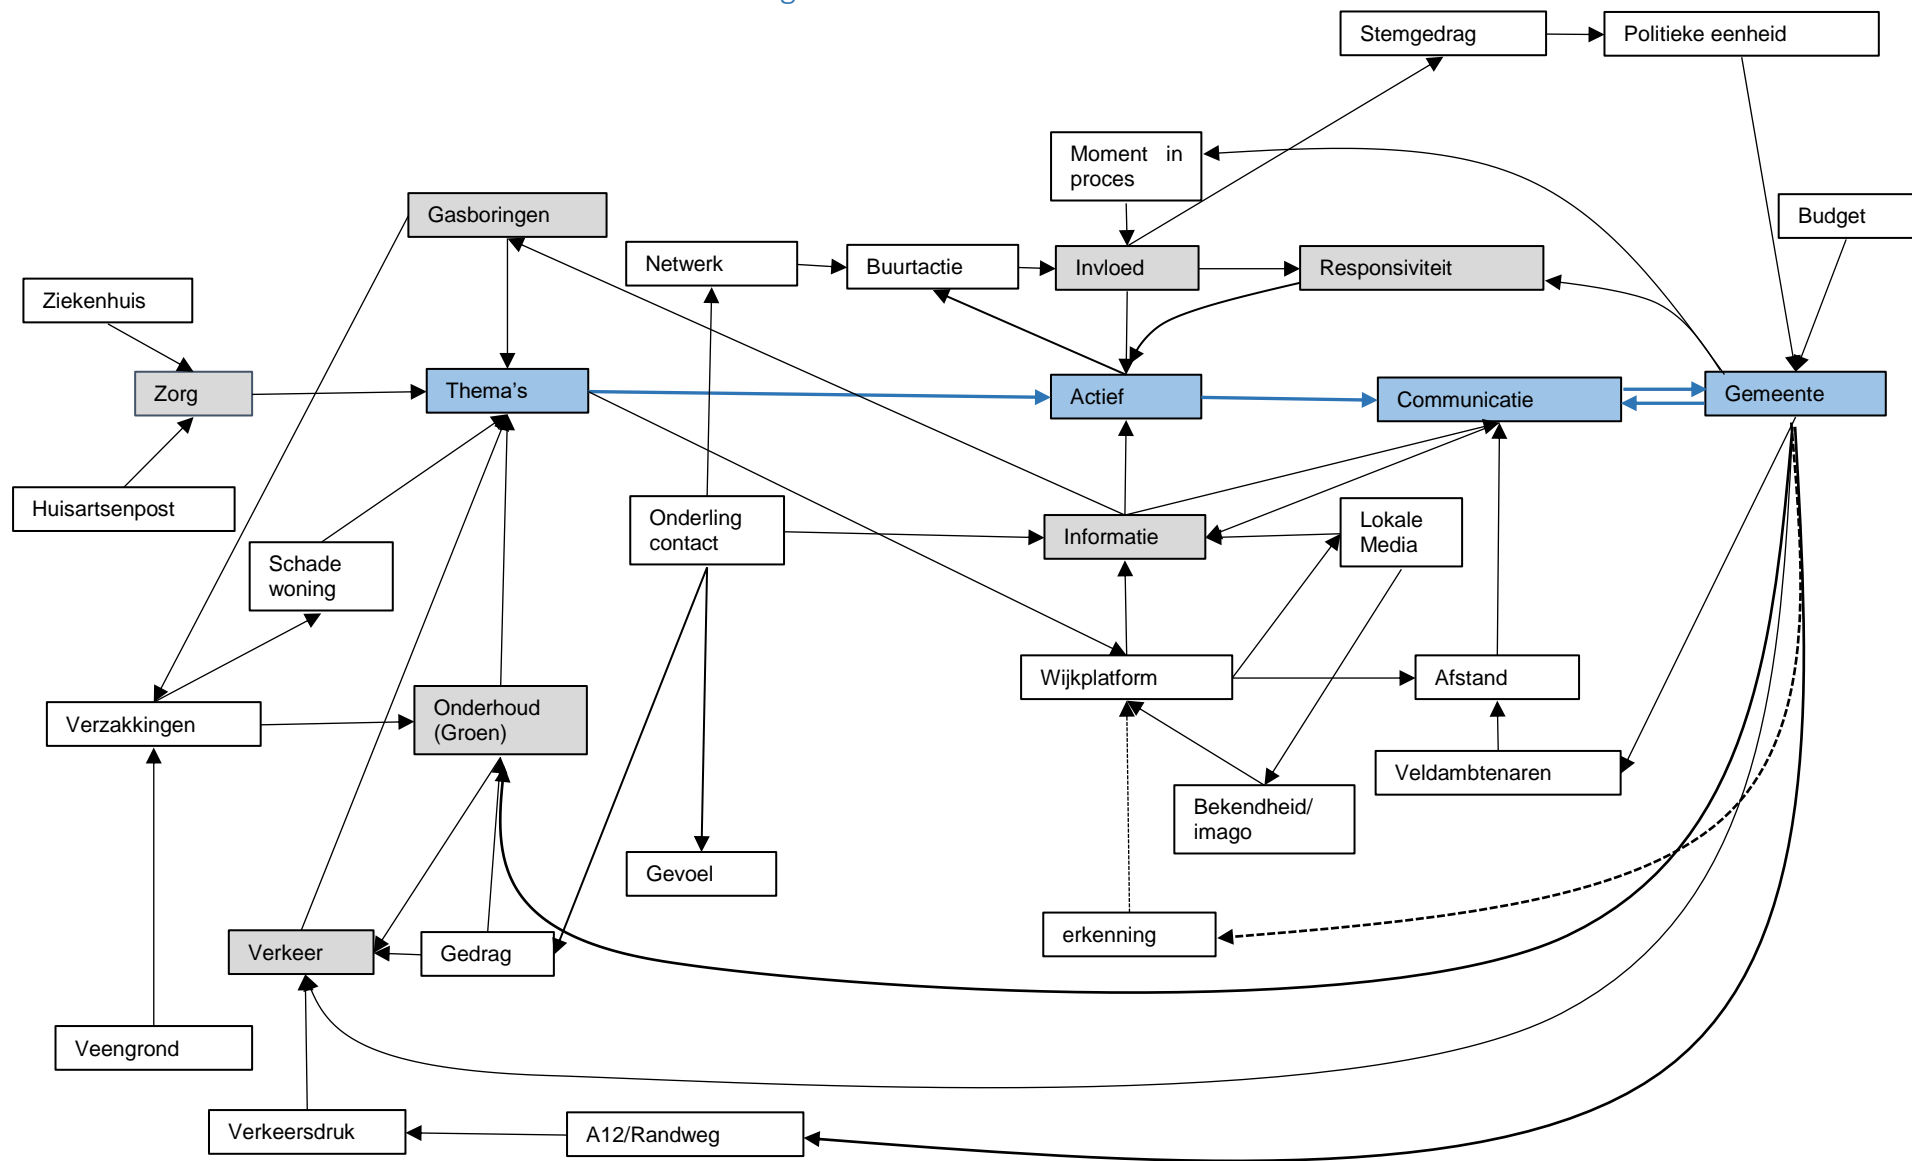 g
Stemgedrag
Politieke eenheid
Moment in
proces
Gasboringen
Budget
Netwerk
Buurtactie
Invloed
Responsiviteit
Ziekenhuis
Zorg
Thema's
Actief
Communicatie
Gemeente
Huisartsenpost
Onderling
contact
Informatie
Lokale
Media
Schade
woning
Wijkplatform
Afstand
Verzakkingen
Onderhoud
(Groen)
Veldambtenaren
Bekendheid/
imago
Gevoel
erkenning
Verkeer
Gedrag
Veengrond
Verkeersdruk
A12/Randweg